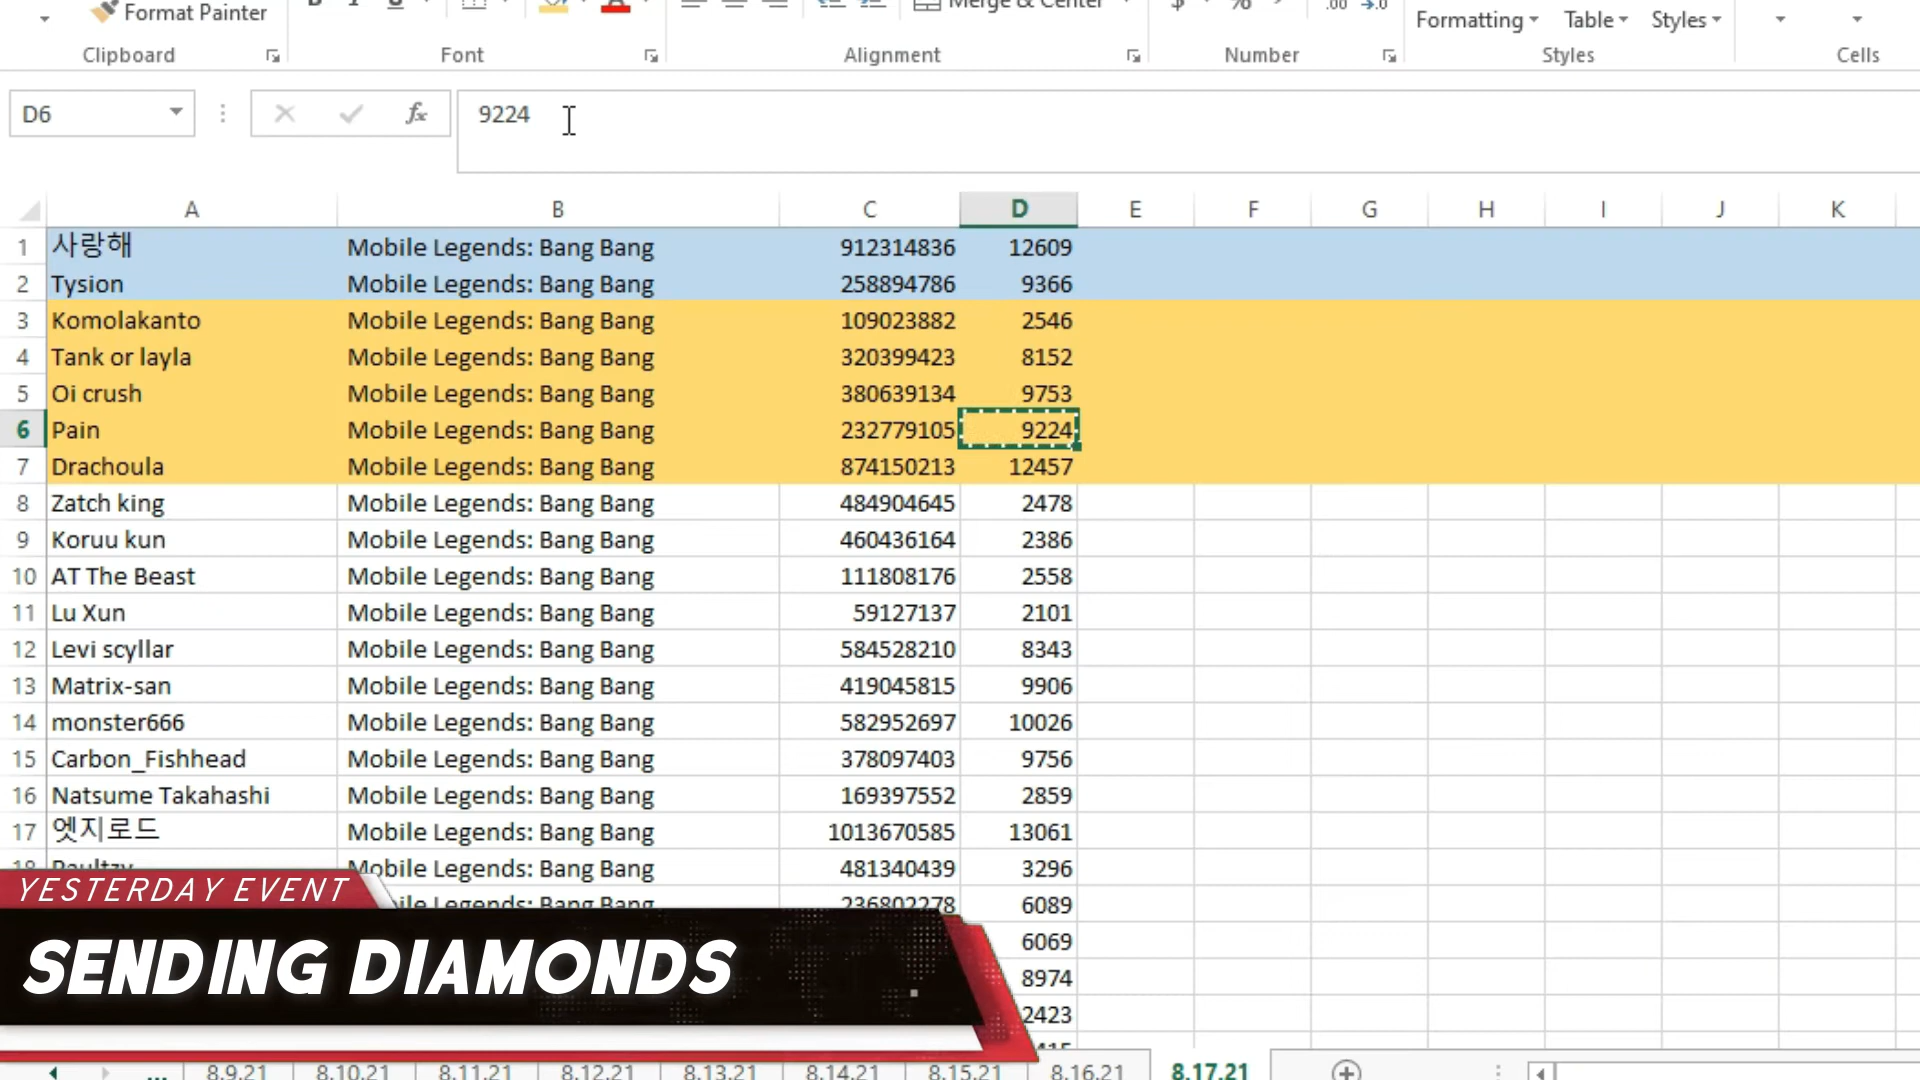 Format Painter
Merge & Center
Formatting Table Styles
Clipboard Font Alignment Number Styles Cells
D6 fx 9224
A B C D E F G H I J K
1 사랑해 Mobile Legends: Bang Bang 912314836 12609
2 Tysion Mobile Legends: Bang Bang 258894786 9366
3 Komolakanto Mobile Legends: Bang Bang 109023882 2546
4 Tank or layla Mobile Legends: Bang Bang 320399423 8152
5 Oi crush Mobile Legends: Bang Bang 380639134 9753
6 Pain Mobile Legends: Bang Bang 232779105 9224
7 Drachoula Mobile Legends: Bang Bang 874150213 12457
8 Zatch king Mobile Legends: Bang Bang 484904645 2478
9 Koruu kun Mobile Legends: Bang Bang 460436164 2386
10 AT The Beast Mobile Legends: Bang Bang 111808176 2558
11 Lu Xun Mobile Legends: Bang Bang 59127137 2101
12 Levi scyllar Mobile Legends: Bang Bang 584528210 8343
13 Matrix-san Mobile Legends: Bang Bang 419045815 9906
14 monster666 Mobile Legends: Bang Bang 582952697 10026
15 Carbon_Fishhead Mobile Legends: Bang Bang 378097403 9756
16 Natsume Takahashi Mobile Legends: Bang Bang 169397552 2859
17 엣지로드 Mobile Legends: Bang Bang 1013670585 13061
18 Mobile Legends: Bang Bang 481340439 3296
Legends: Bang Bang 236802278 6089
6069
8974
2423
YESTERDAY EVENT
SENDING DIAMONDS
... 8.9.21 8.10.21 8.11.21 8.12.21 8.13.21 8.14.21 8.15.21 8.16.21 8.17.21